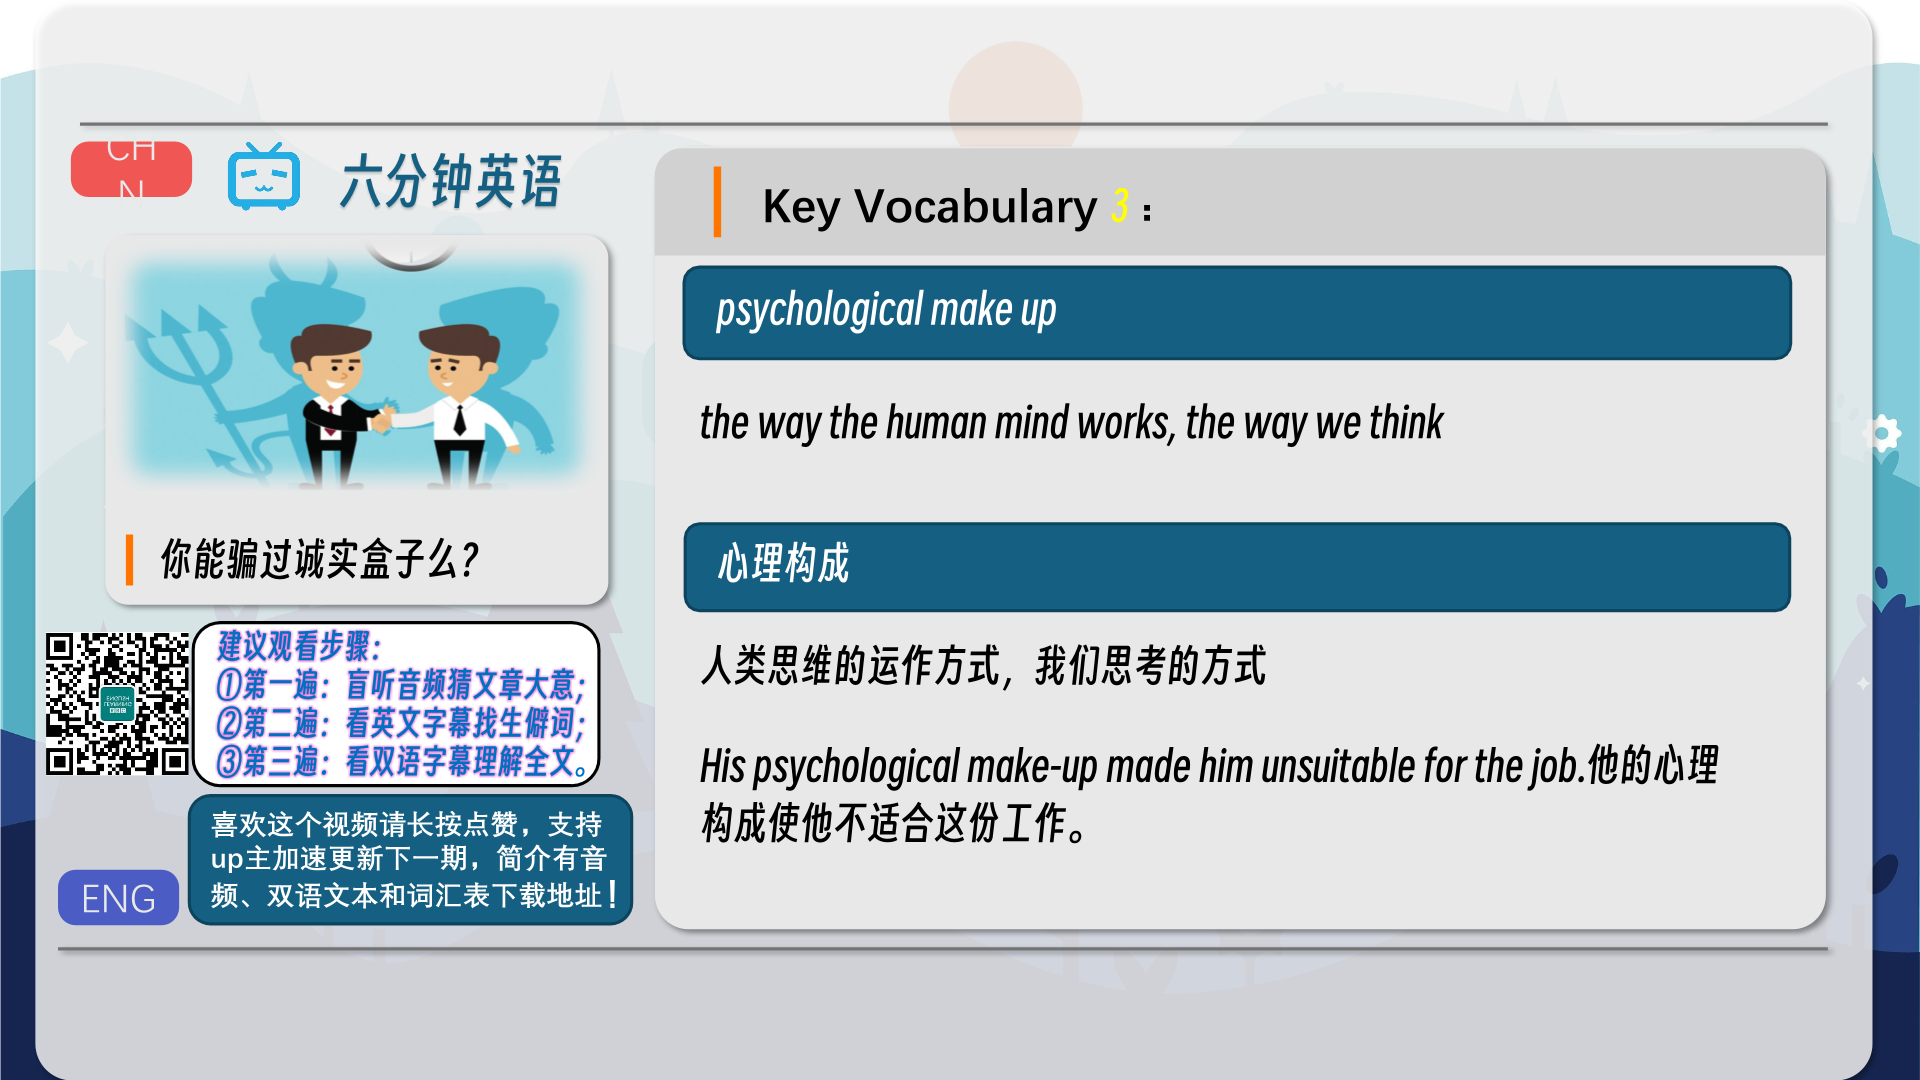 CH
N
六分钟英语
你能骗过诚实盒子么？
建议观看步骤：
①第一遍：盲听音频猜文章大意；
②第二遍：看英文字幕找生僻词；
③第三遍：看双语字幕理解全文。
喜欢这个视频请长按点赞，支持
up主加速更新下一期，简介有音
频、双语文本和词汇表下载地址！
ENG
Key Vocabulary 3：
psychological make up
the way the human mind works, the way we think
心理构成
人类思维的运作方式，我们思考的方式
His psychological make-up made him unsuitable for the job.他的心理
构成使他不适合这份工作。